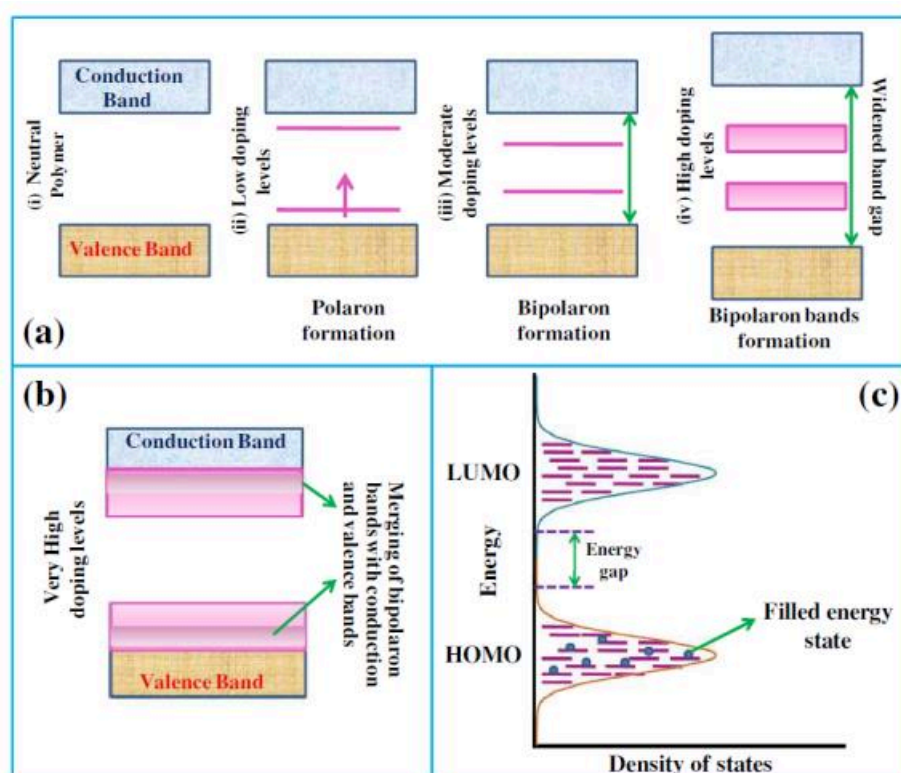 Conduction
Band
(i) Neutral
Polymer
Valence Band
(ii) Low doping
levels
Polaron
formation
(iii) Moderate
doping levels
Bipolaron
formation
(iv) High doping
levels
Widened band gap
Bipolaron bands
formation
(a)
(b)
Conduction Band
Very High
doping levels
Valence Band
Merging of bipolaron
bands with conduction
and valence bands
(c)
LUMO
Energy
Energy
gap
HOMO
Filled energy
state
Density of states